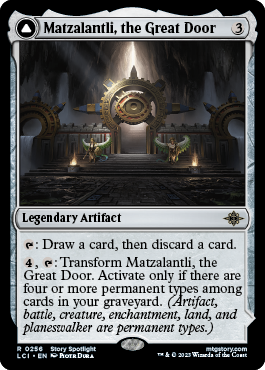 Matzalantli, the Great Door 3
Legendary Artifact
T: Draw a card, then discard a card.
4, T: Transform Matzalantli, the
Great Door. Activate only if there are
four or more permanent types among
cards in your graveyard. (Artifact,
battle, creature, enchantment, land, and
planeswalker are permanent types.)
R 0256 Story Spotlight mtgstory.com
LCI • EN Piotr Dura ™ & © 2023 Wizards of the Coast